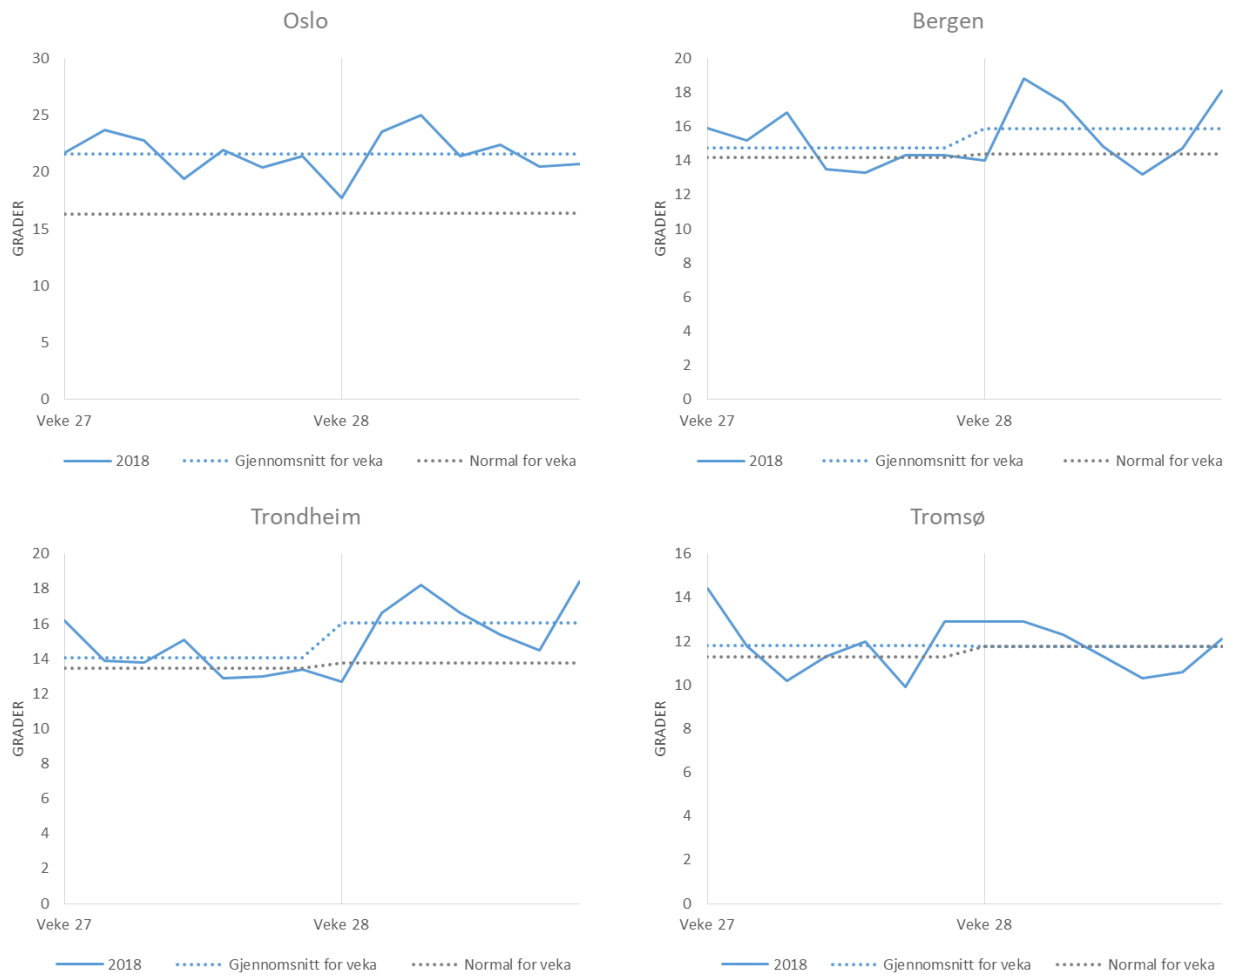 Oslo
30
25
20
15
10
5
0
GRADER
Veke 27 Veke 28
2018 Gjennomsnitt for veka Normal for veka
Bergen
20
18
16
14
12
10
8
6
4
2
0
GRADER
Veke 27 Veke 28
2018 Gjennomsnitt for veka Normal for veka
Trondheim
20
18
16
14
12
10
8
6
4
2
0
GRADER
Veke 27 Veke 28
2018 Gjennomsnitt for veka Normal for veka
Tromsø
16
14
12
10
8
6
4
2
0
GRADER
Veke 27 Veke 28
2018 Gjennomsnitt for veka Normal for veka